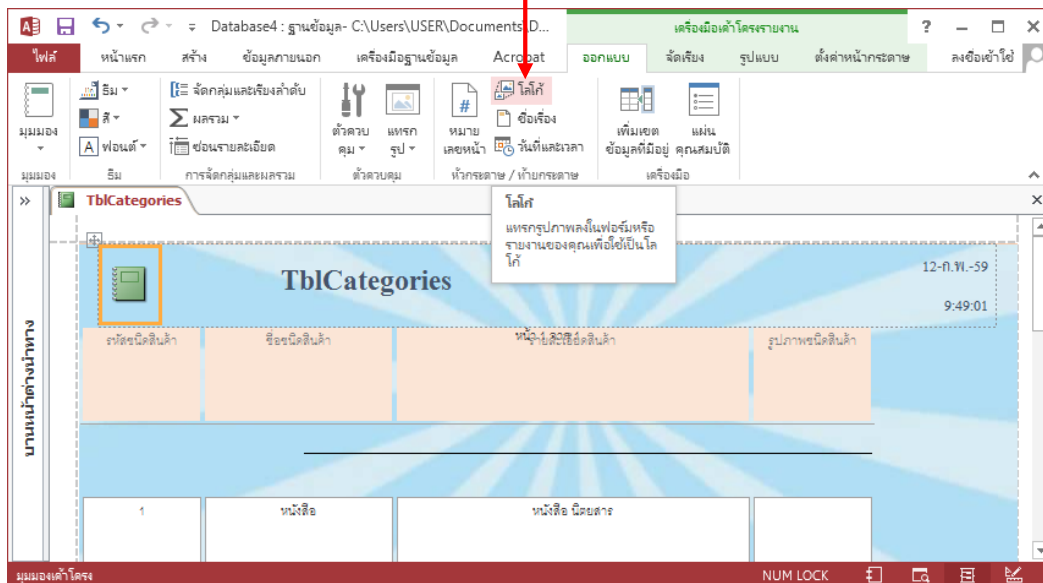 Database4 : ฐานข้อมูล- C:\Users\USER\Documents\D...
เครื่องมือเค้าโครงรายงาน
?
ไฟล์ หน้าแรก สร้าง ข้อมูลภายนอก เครื่องมือฐานข้อมูล Acrobat ออกแบบ จัดเรียง รูปแบบ ตั้งค่าหน้ากระดาษ ลงชื่อเข้าใช้
มุมมอง
ธีม
สี
ฟอนต์
จัดกลุ่มและเรียงลำดับ
ผลรวม
ซ่อนรายละเอียด
ตัวควบ
คุม
แทรก
รูป
หมาย
เลขหน้า
โลโก้
ชื่อเรื่อง
วันที่และเวลา
เพิ่มเขต
ข้อมูลที่มีอยู่
แผ่น
คุณสมบัติ
มุมมอง ธีม การจัดกลุ่มและผลรวม ตัวควบคุม หัวกระดาษ / ท้ายกระดาษ เครื่องมือ
TblCategories
โลโก้
แทรกรูปภาพลงในฟอร์มหรือ
รายงานของคุณเพื่อใช้เป็นโล
โก้
TblCategories
12-ก.พ.-59
9:49:01
รหัสชนิดสินค้า ชื่อชนิดสินค้า รูปภาพชนิดสินค้า
1 หนังสือ หนังสือ นิตยสาร
บานหน้าต่างนำทาง
มุมมองเค้าโครง
NUM LOCK